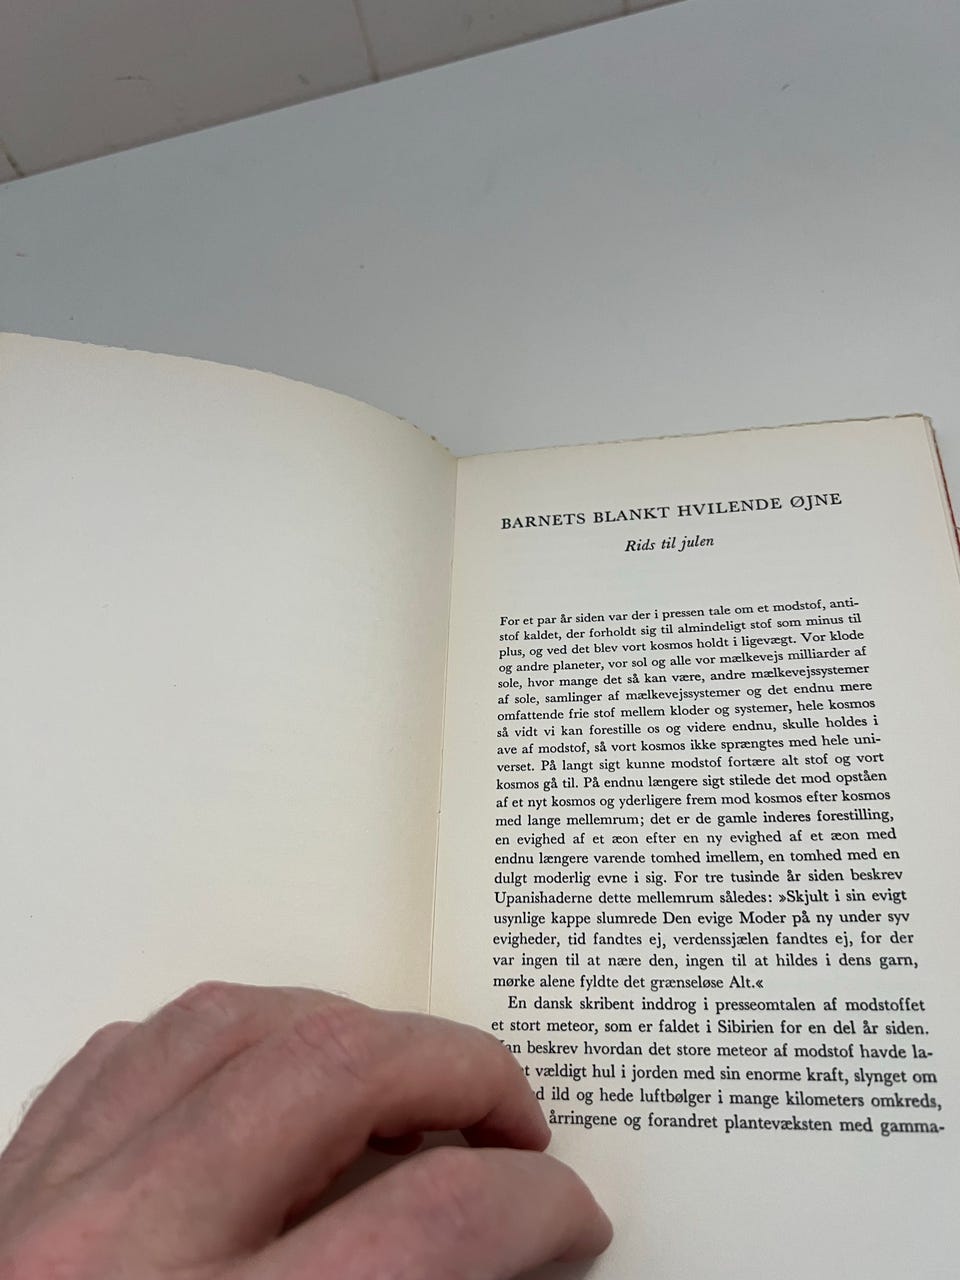 BARNETS BLANKT HVILENDE ØJNE
Rids til julen
For et par år siden var der i pressen tale om et modstof, anti-
stof kaldet, der forholdt sig til almindeligt stof som minus til
plus, og ved det blev vort kosmos holdt i ligevægt. Vor klode
og andre planeter, vor sol og alle vor mælkevejs milliarder af
sole, hvor mange det så kan være, andre mælkevejssystemer
af sole, samlinger af mælkevejssystemer og det endnu mere
omfattende frie stof mellem kloder og systemer, hele kosmos
så vidt vi kan forestille os og videre endnu, skulle holdes i
ave af modstof, så vort kosmos ikke sprængtes med hele uni-
verset. På langt sigt kunne modstof fortære alt stof og vort
kosmos gå til. På endnu længere sigt stilede det mod opståen
af et nyt kosmos og yderligere frem mod kosmos efter kosmos
med lange mellemrum; det er de gamle inderes forestilling,
en evighed af et æon efter en ny evighed af et æon med
endnu længere varende tomhed imellem, en tomhed med en
dulgt moderlig evne i sig. For tre tusinde år siden beskrev
Upanishaderne dette mellemrum således: »Skjult i sin evigt
usynlige kappe slumrede Den evige Moder på ny under syv
evigheder, tid fandtes ej, verdenssjælen fandtes ej, for der
var ingen til at nære den, ingen til at hildes i dens garn,
mørke alene fyldte det grænseløse Alt.«
En dansk skribent inddrog i presseomtalen af modstoffet
et stort meteor, som er faldet i Sibirien for en del år siden.
beskrev hvordan det store meteor af modstof havde la-
vældigt hul i jorden med sin enorme kraft, slynget om
ild og hede luftbølger i mange kilometers omkreds,
årringene og forandret plantevæksten med gamma-